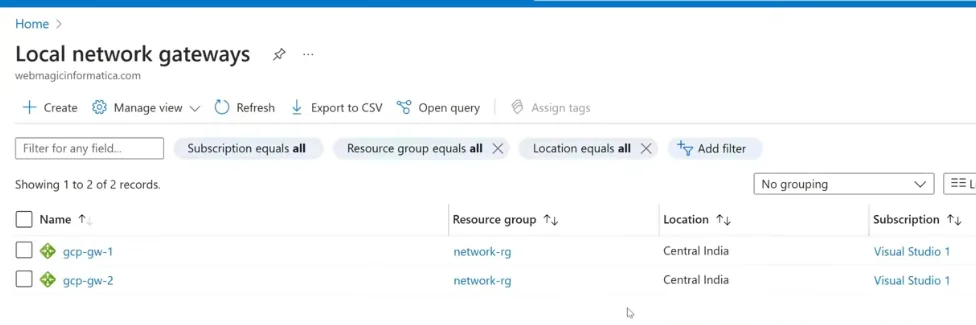 Home
Local network gateways ...
webmagicinformatica.com
Create Manage view Refresh Export to CSV Open query Assign tags
Filter for any field... Subscription equals all Resource group equals all Location equals all Add filter
Showing 1 to 2 of 2 records. No grouping
Name Resource group Location Subscription
gcp-gw-1 network-rg Central India Visual Studio 1
gcp-gw-2 network-rg Central India Visual Studio 1